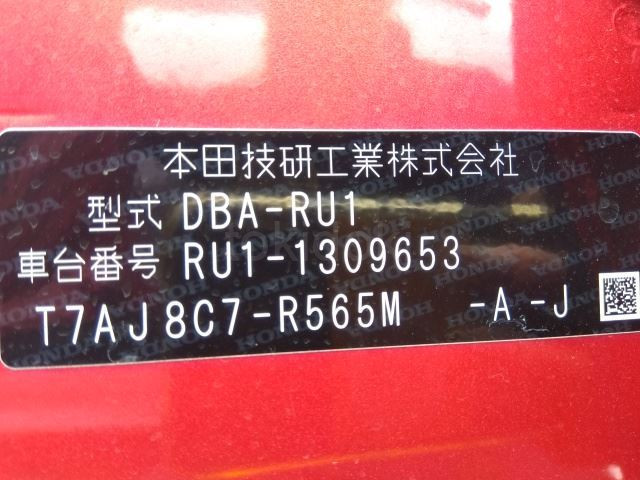 本田技研工業株式会社
型式 DBA-RU1
車台番号 RU1-1309653
T7AJ8C7-R565M -A -J